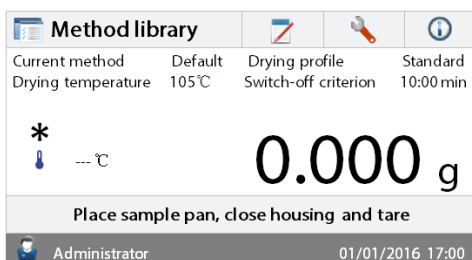 Method library
Current method Default Drying profile Standard
Drying temperature 105℃ Switch-off criterion 10:00 min
*
--- ℃ 0.000 g
Place sample pan, close housing and tare
Administrator 01/01/2016 17:00